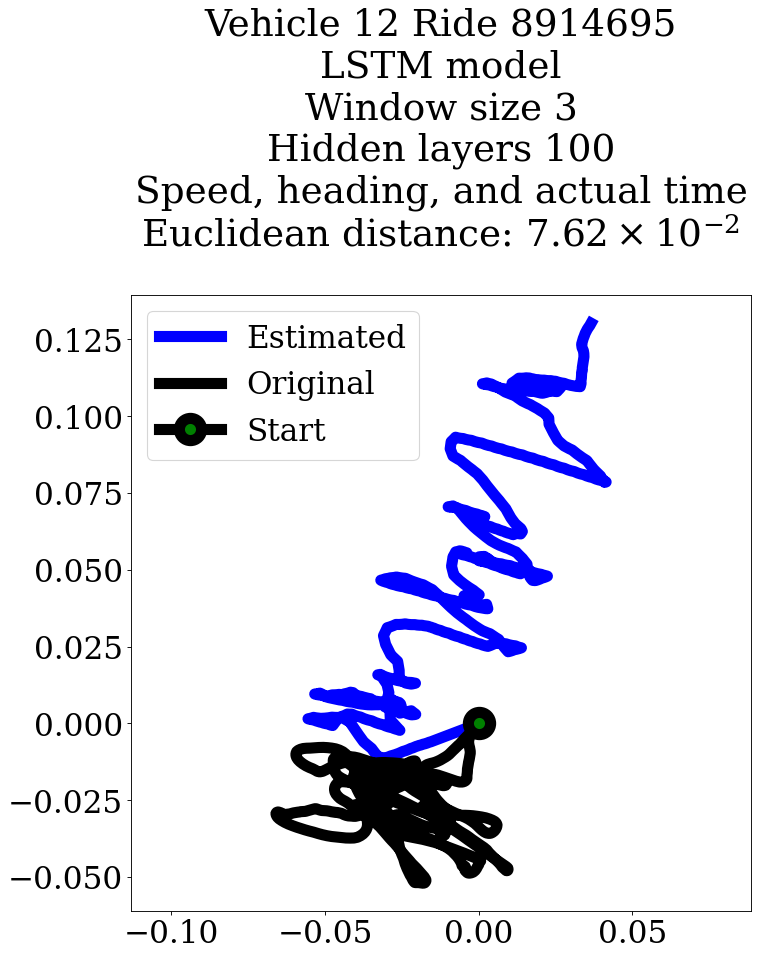 Vehicle 12 Ride 8914695
LSTM model
Window size 3
Hidden layers 100
Speed, heading, and actual time
Euclidean distance: 7.62 × 10⁻²
Estimated
Original
Start
0.125
0.100
0.075
0.050
0.025
0.000
−0.025
−0.050
−0.10 −0.05 0.00 0.05